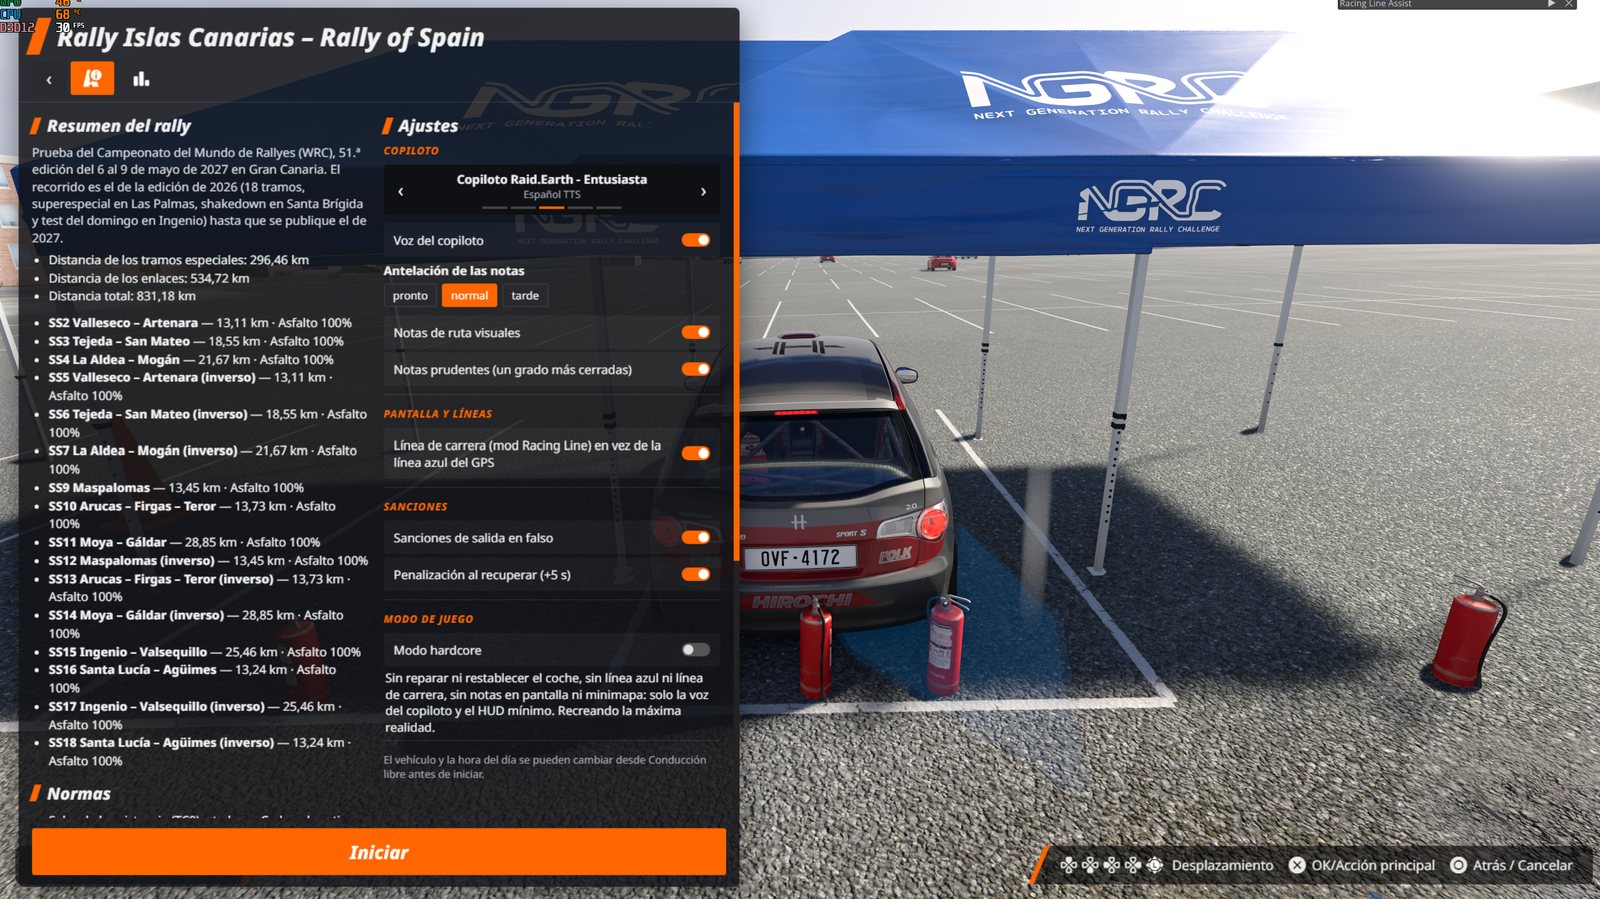 CPU 68 °C
D3D12 30 FPS
Racing Line Assist
Rally Islas Canarias – Rally of Spain
Resumen del rally
Prueba del Campeonato del Mundo de Rallyes (WRC), 51.ª
edición del 6 al 9 de mayo de 2027 en Gran Canaria. El
recorrido es el de la edición de 2026 (18 tramos,
superespecial en Las Palmas, shakedown en Santa Brígida
y test del domingo en Ingenio) hasta que se publique el de
2027.
• Distancia de los tramos especiales: 296,46 km
• Distancia de los enlaces: 534,72 km
• Distancia total: 831,18 km
• SS2 Valleseco – Artenara — 13,11 km · Asfalto 100%
• SS3 Tejeda – San Mateo — 18,55 km · Asfalto 100%
• SS4 La Aldea – Mogán — 21,67 km · Asfalto 100%
• SS5 Valleseco – Artenara (inverso) — 13,11 km ·
Asfalto 100%
• SS6 Tejeda – San Mateo (inverso) — 18,55 km · Asfalto
100%
• SS7 La Aldea – Mogán (inverso) — 21,67 km · Asfalto
100%
• SS9 Maspalomas — 13,45 km · Asfalto 100%
• SS10 Arucas – Firgas – Teror — 13,73 km · Asfalto
100%
• SS11 Moya – Gáldar — 28,85 km · Asfalto 100%
• SS12 Maspalomas (inverso) — 13,45 km · Asfalto 100%
• SS13 Arucas – Firgas – Teror (inverso) — 13,73 km ·
Asfalto 100%
• SS14 Moya – Gáldar (inverso) — 28,85 km · Asfalto
100%
• SS15 Ingenio – Valsequillo — 25,46 km · Asfalto 100%
• SS16 Santa Lucía – Agüimes — 13,24 km · Asfalto
100%
• SS17 Ingenio – Valsequillo (inverso) — 25,46 km ·
Asfalto 100%
• SS18 Santa Lucía – Agüimes (inverso) — 13,24 km ·
Asfalto 100%
Normas
Ajustes
COPILOTO
Copiloto Raid.Earth - Entusiasta
Español TTS
Voz del copiloto
Antelación de las notas
pronto normal tarde
Notas de ruta visuales
Notas prudentes (un grado más cerradas)
PANTALLA Y LÍNEAS
Línea de carrera (mod Racing Line) en vez de la
línea azul del GPS
SANCIONES
Sanciones de salida en falso
Penalización al recuperar (+5 s)
MODO DE JUEGO
Modo hardcore
Sin reparar ni restablecer el coche, sin línea azul ni línea
de carrera, sin notas en pantalla ni minimapa: solo la voz
del copiloto y el HUD mínimo. Recreando la máxima
realidad.
El vehículo y la hora del día se pueden cambiar desde Conducción
libre antes de iniciar.
Iniciar
NGRC
NEXT GENERATION RALLY CHALLENGE
NGRC
NEXT GENERATION RALLY CHALLENGE
2.0
SPORT S
OVF-4172
FOLK
HIROCHI
Desplazamiento OK/Acción principal Atrás / Cancelar